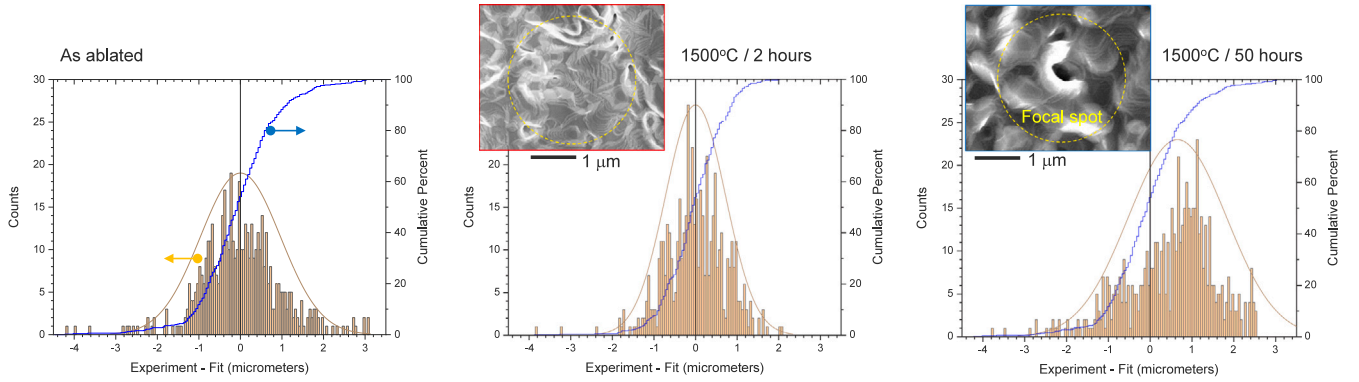 As ablated
30
25
20
15
10
5
0
Counts
100
80
60
40
20
0
Cumulative Percent
-4 -3 -2 -1 0 1 2 3
Experiment - Fit (micrometers)
1500°C / 2 hours
1 μm
30
25
20
15
10
5
0
Counts
100
80
60
40
20
0
Cumulative Percent
-4 -3 -2 -1 0 1 2 3
Experiment - Fit (micrometers)
1500°C / 50 hours
Focal spot
1 μm
30
25
20
15
10
5
0
Counts
100
80
60
40
20
0
Cumulative Percent
-4 -3 -2 -1 0 1 2 3
Experiment - Fit (micrometers)